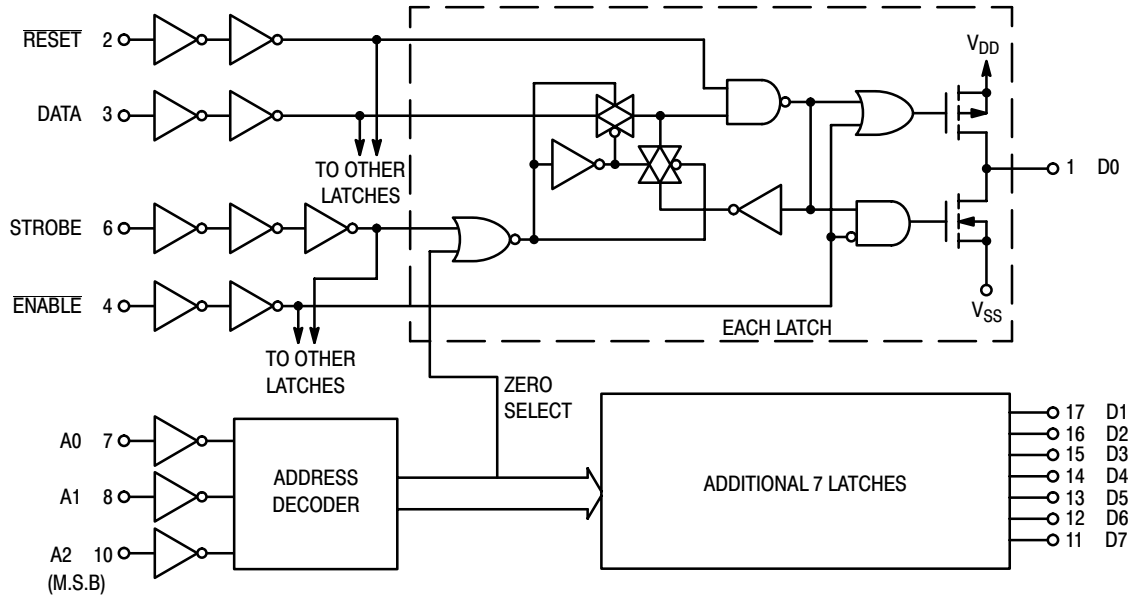 RESET 2
V_DD
DATA 3
TO OTHER
LATCHES
1 D0
STROBE 6
ENABLE 4
V_SS
EACH LATCH
TO OTHER
LATCHES
ZERO
SELECT
A0 7
A1 8
A2 10
(M.S.B)
ADDRESS
DECODER
ADDITIONAL 7 LATCHES
17 D1
16 D2
15 D3
14 D4
13 D5
12 D6
11 D7